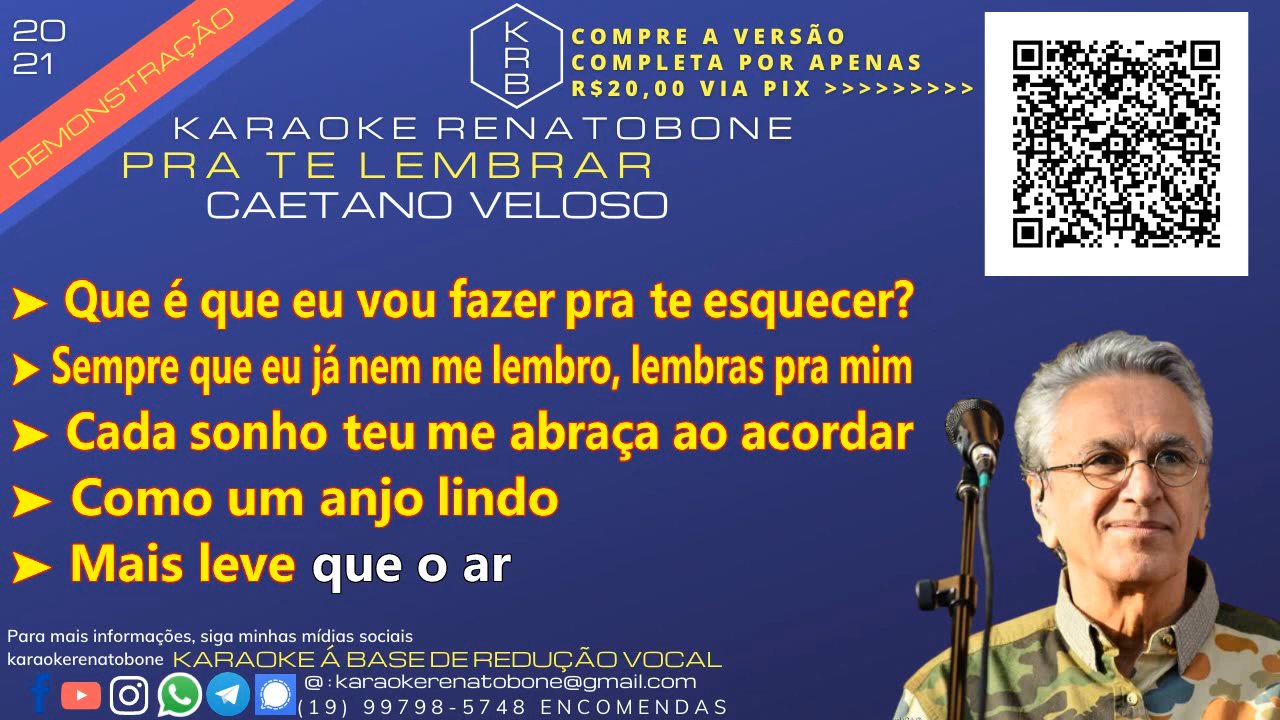 20
21
DEMONSTRAÇÃO
K
R
B
COMPRE A VERSÃO
COMPLETA POR APENAS
R$20,00 VIA PIX >>>>>>>>>
KARAOKE RENATOBONE
PRA TE LEMBRAR
CAETANO VELOSO
➤ Que é que eu vou fazer pra te esquecer?
➤ Sempre que eu já nem me lembro, lembras pra mim
➤ Cada sonho teu me abraça ao acordar
➤ Como um anjo lindo
➤ Mais leve que o ar
Para mais informações, siga minhas mídias sociais
karaokerenatobone KARAOKE Á BASE DE REDUÇÃO VOCAL
@:karaokerenatobone@gmail.com
(19) 99798-5748 ENCOMENDAS